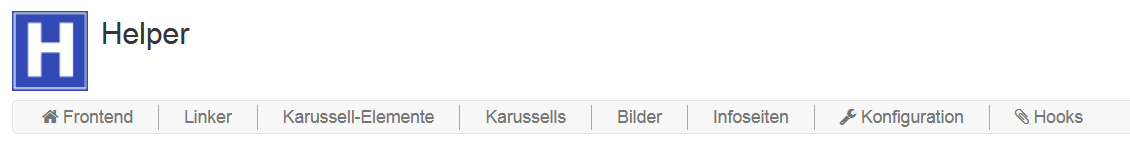 H Helper
Frontend Linker Karussell-Elemente Karussells Bilder Infoseiten Konfiguration Hooks